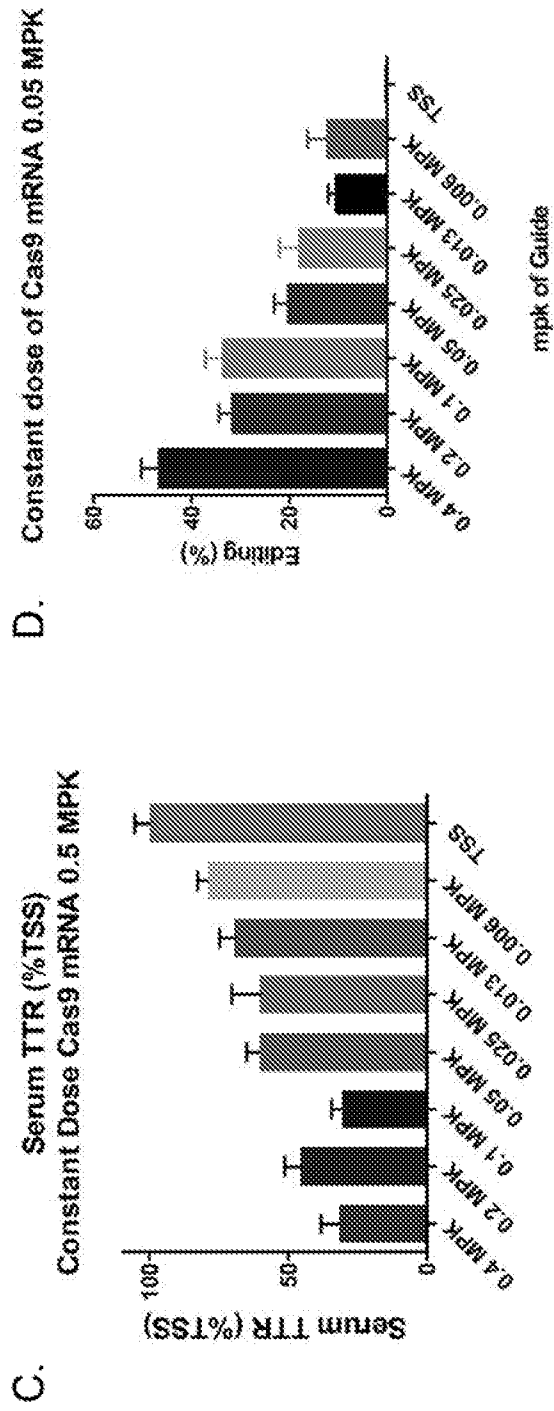 C.
Serum TTR (%TSS)
Constant Dose Cas9 mRNA 0.5 MPK
Serum TTR (%TSS)
100
50
0
0.4 MPK
0.2 MPK
0.1 MPK
0.05 MPK
0.025 MPK
0.013 MPK
0.006 MPK
TSS
D.
Constant dose of Cas9 mRNA 0.05 MPK
Editing (%)
60
40
20
0
0.4 MPK
0.2 MPK
0.1 MPK
0.05 MPK
0.025 MPK
0.013 MPK
0.006 MPK
TSS
mpk of Guide